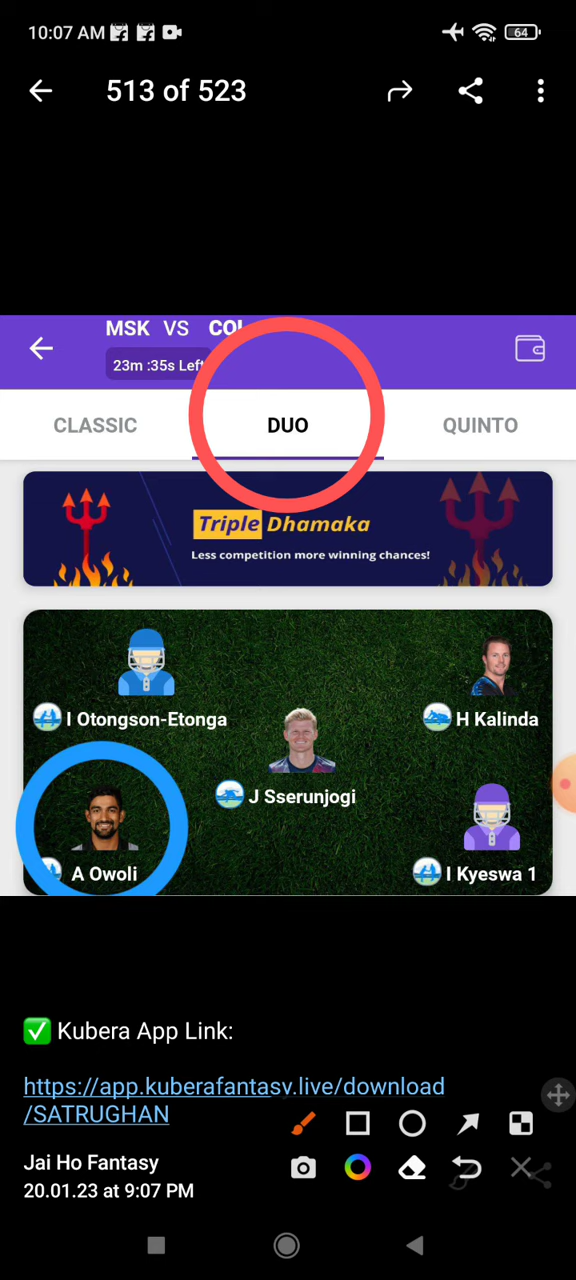 10:07 AM
64
513 of 523
MSK VS COL
23m :35s Left
CLASSIC
DUO
QUINTO
Triple Dhamaka
Less competition more winning chances!
I Otongson-Etonga
H Kalinda
J Sserunjogi
A Owoli
I Kyeswa 1
✅ Kubera App Link:
https://app.kuberafantasy.live/download
/SATRUGHAN
Jai Ho Fantasy
20.01.23 at 9:07 PM